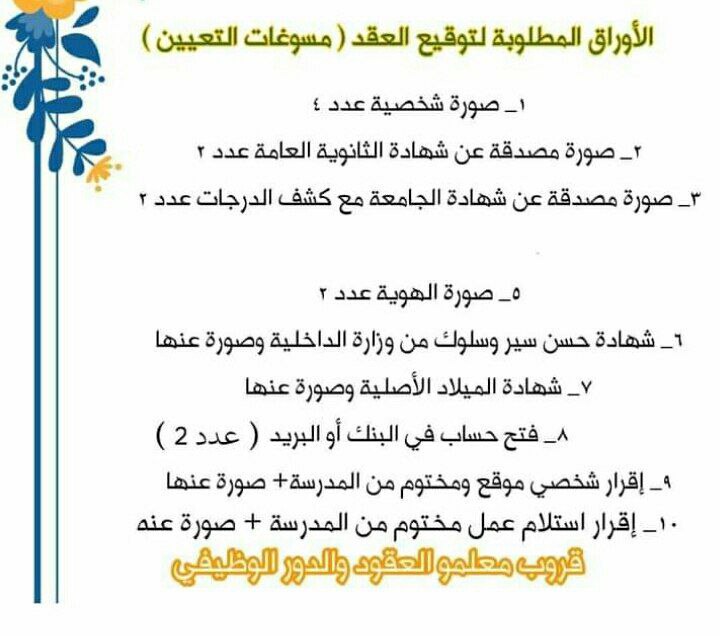 الأوراق المطلوبة لتوقيع العقد ( مسوغات التعيين )
١_ صورة شخصية عدد ٤
٢_ صورة مصدقة عن شهادة الثانوية العامة عدد ٢
٣_ صورة مصدقة عن شهادة الجامعة مع كشف الدرجات عدد ٢
٥_ صورة الهوية عدد ٢
٦_ شهادة حسن سير وسلوك من وزارة الداخلية وصورة عنها
٧_ شهادة الميلاد الأصلية وصورة عنها
٨_ فتح حساب في البنك أو البريد ( عدد 2 )
٩_ إقرار شخصي موقع ومختوم من المدرسة+ صورة عنها
١٠_ إقرار استلام عمل مختوم من المدرسة + صورة عنه
قروب معلمو العقود والدور الوظيفي